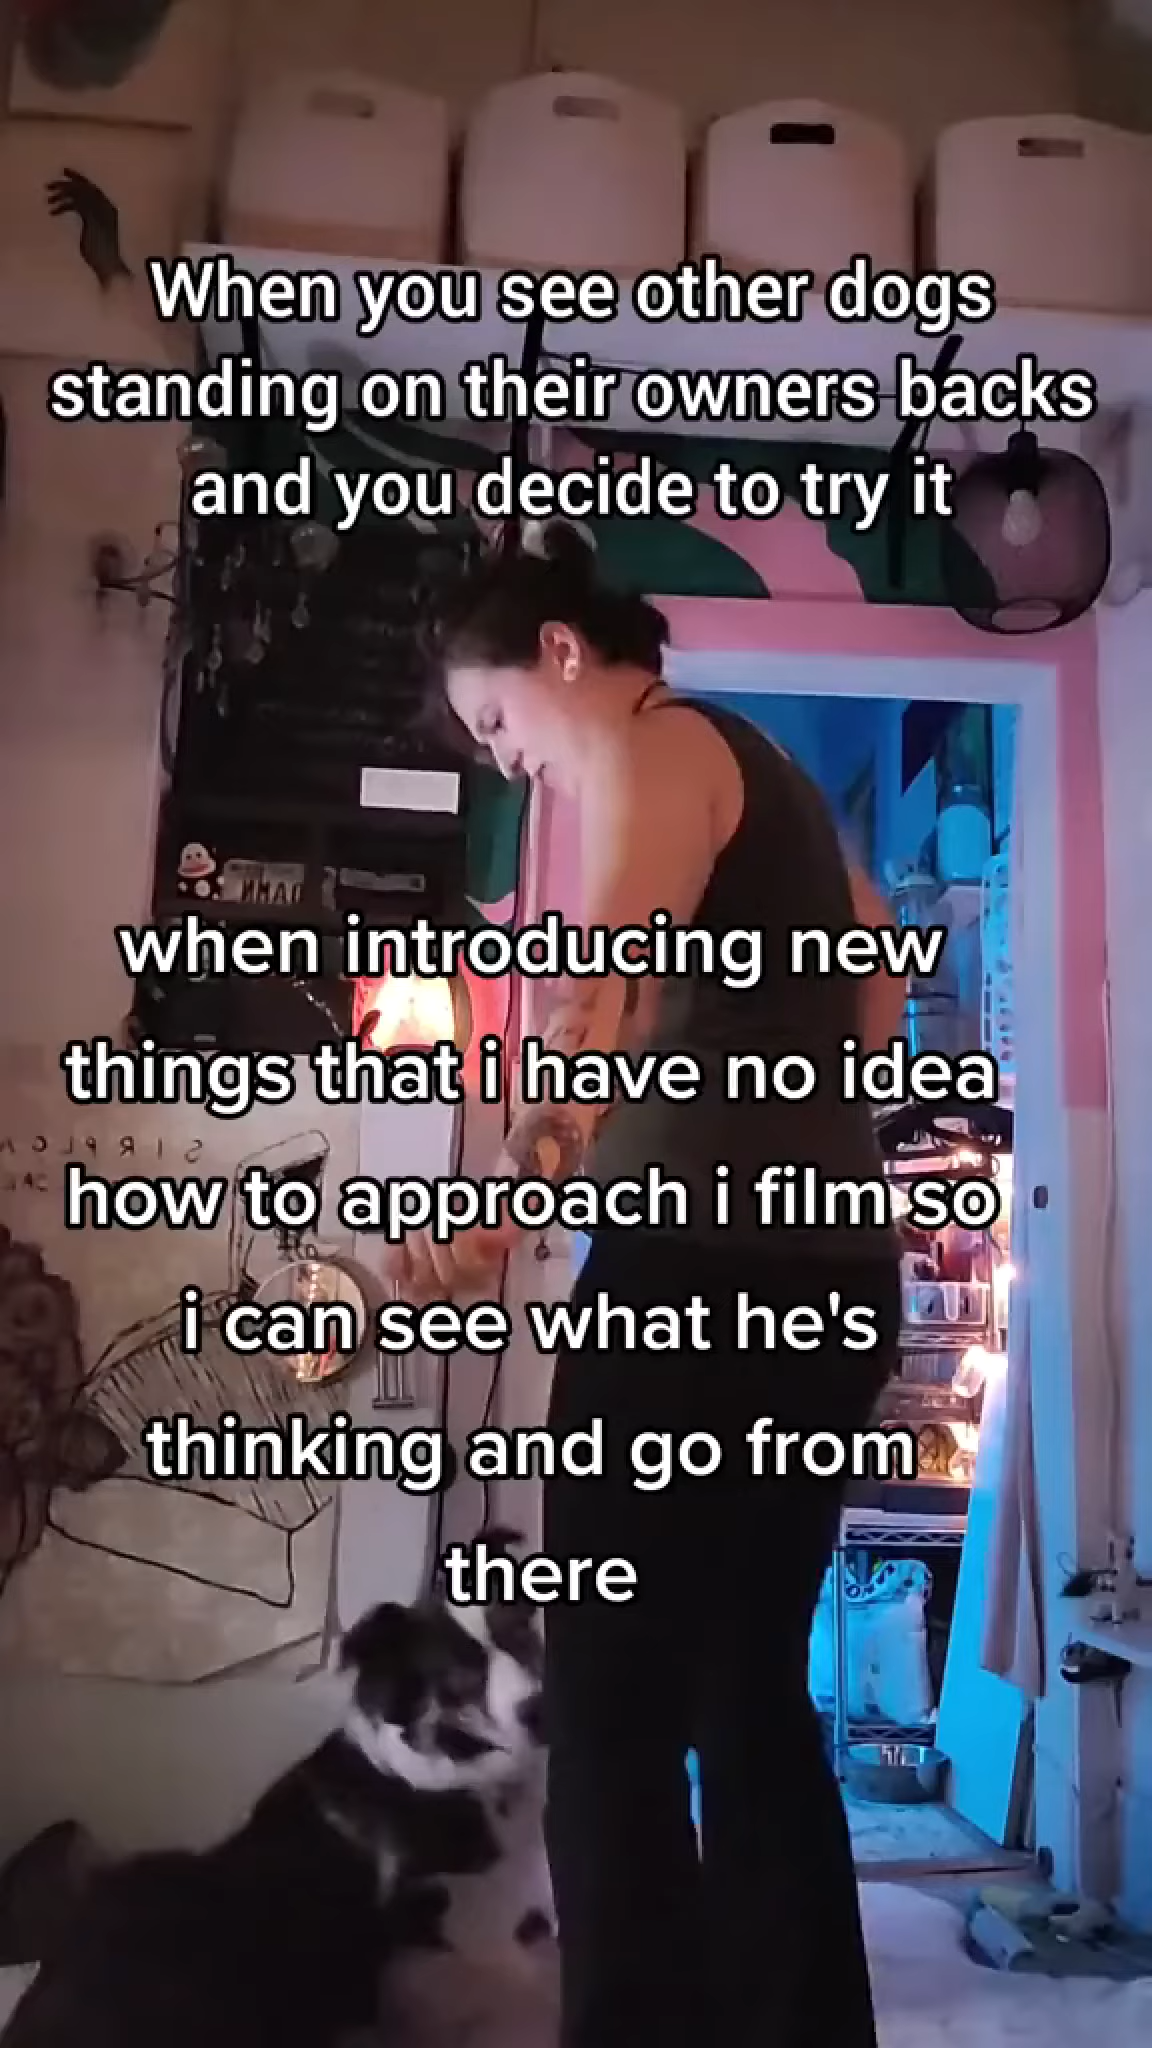 When you see other dogs
standing on their owners backs
and you decide to try it
when introducing new
things that i have no idea
how to approach i film so
i can see what he's
thinking and go from
there